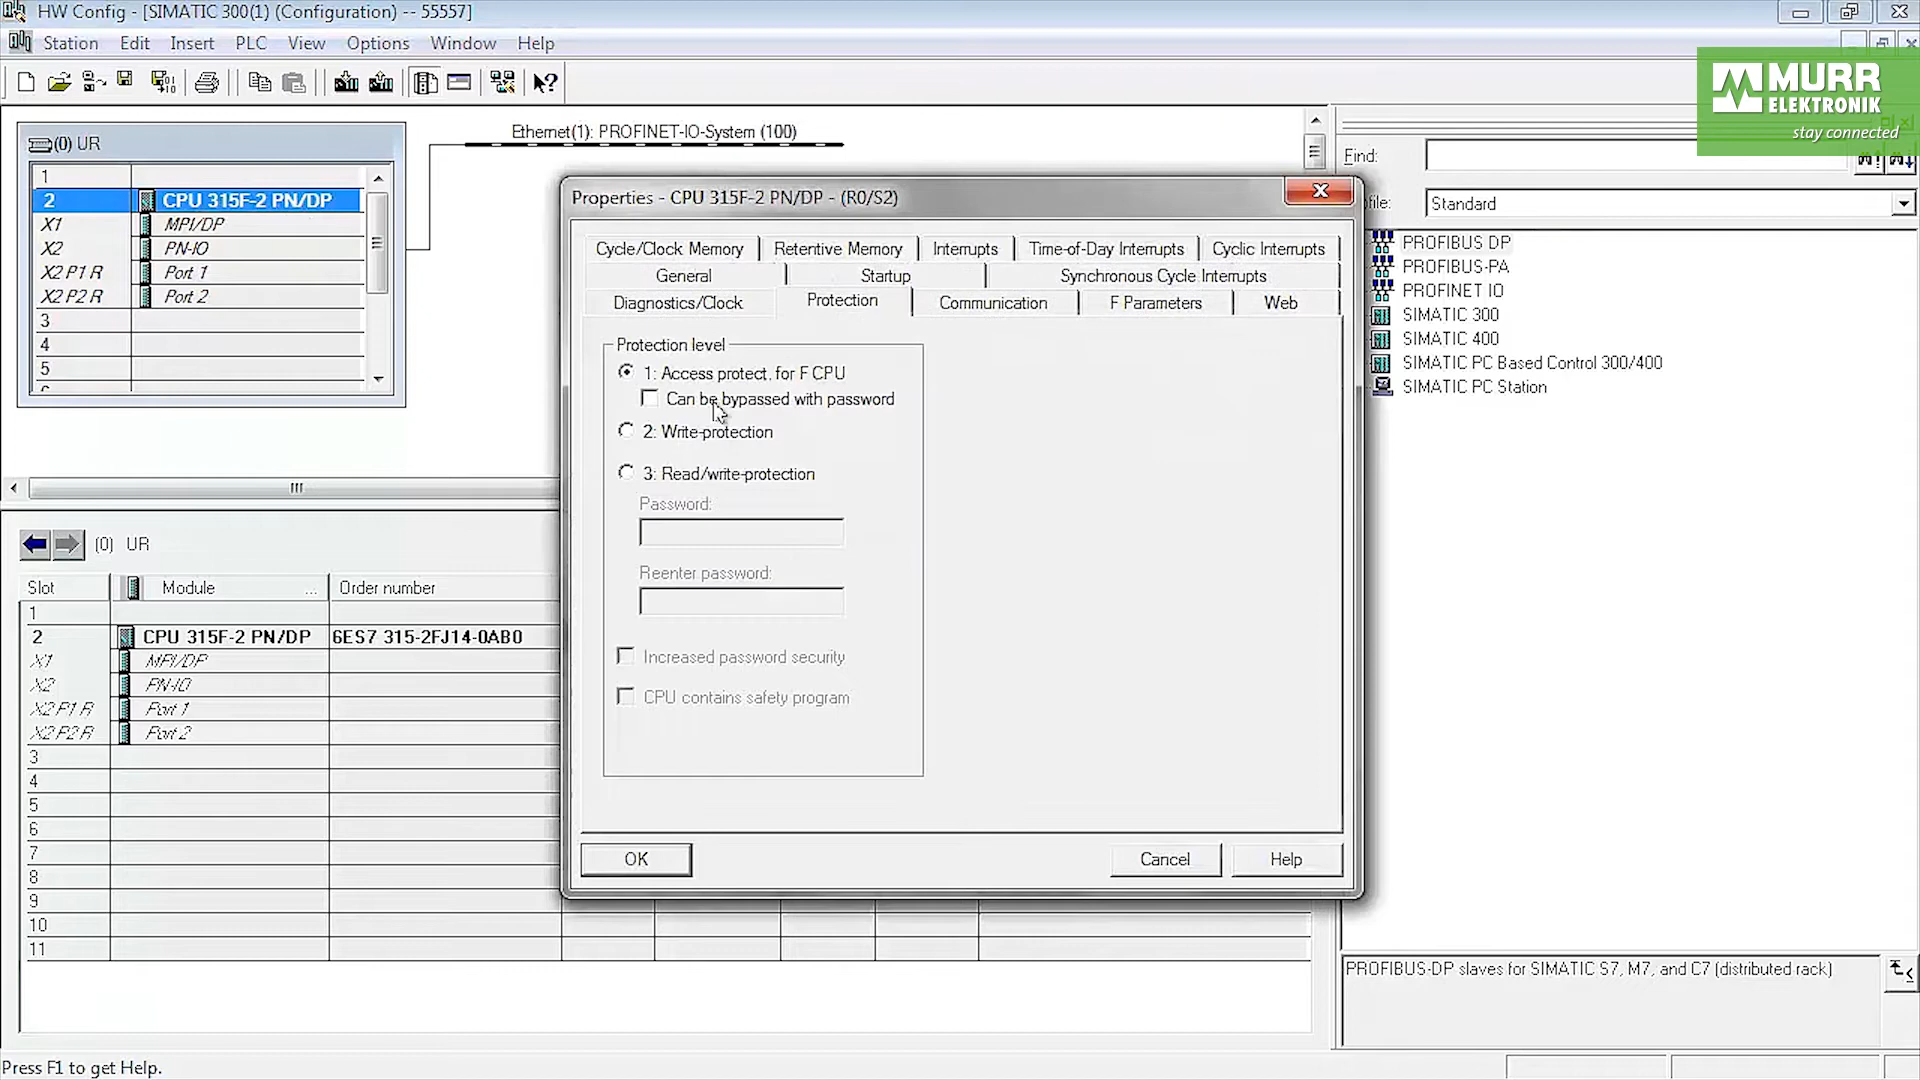 HW Config - [SIMATIC 300(1) (Configuration) -- 55557]
Station Edit Insert PLC View Options Window Help
MURR
ELEKTRONIK
stay connected
(0) UR
1
2 CPU 315F-2 PN/DP
X1 MPI/DP
X2 PN-IO
X2 P1 R Port 1
X2 P2 R Port 2
3
4
5
Ethernet(1): PROFINET-IO-System (100)
Find:
Standard
PROFIBUS DP
PROFIBUS-PA
PROFINET IO
SIMATIC 300
SIMATIC 400
SIMATIC PC Based Control 300/400
SIMATIC PC Station
Properties - CPU 315F-2 PN/DP - (R0/S2)
Cycle/Clock Memory Retentive Memory Interrupts Time-of-Day Interrupts Cyclic Interrupts
General Startup Synchronous Cycle Interrupts
Diagnostics/Clock Protection Communication F Parameters Web
Protection level
1: Access protect. for F CPU
Can be bypassed with password
2: Write-protection
3: Read/write-protection
Password:
Reenter password:
Increased password security
CPU contains safety program
OK Cancel Help
(0) UR
Slot Module ... Order number
1
2 CPU 315F-2 PN/DP 6ES7 315-2FJ14-0AB0
X1 MPI/DP
X2 PN-IO
X2 P1 R Port 1
X2 P2 R Port 2
3
4
5
6
7
8
9
10
11
PROFIBUS-DP slaves for SIMATIC S7, M7, and C7 (distributed rack)
Press F1 to get Help.